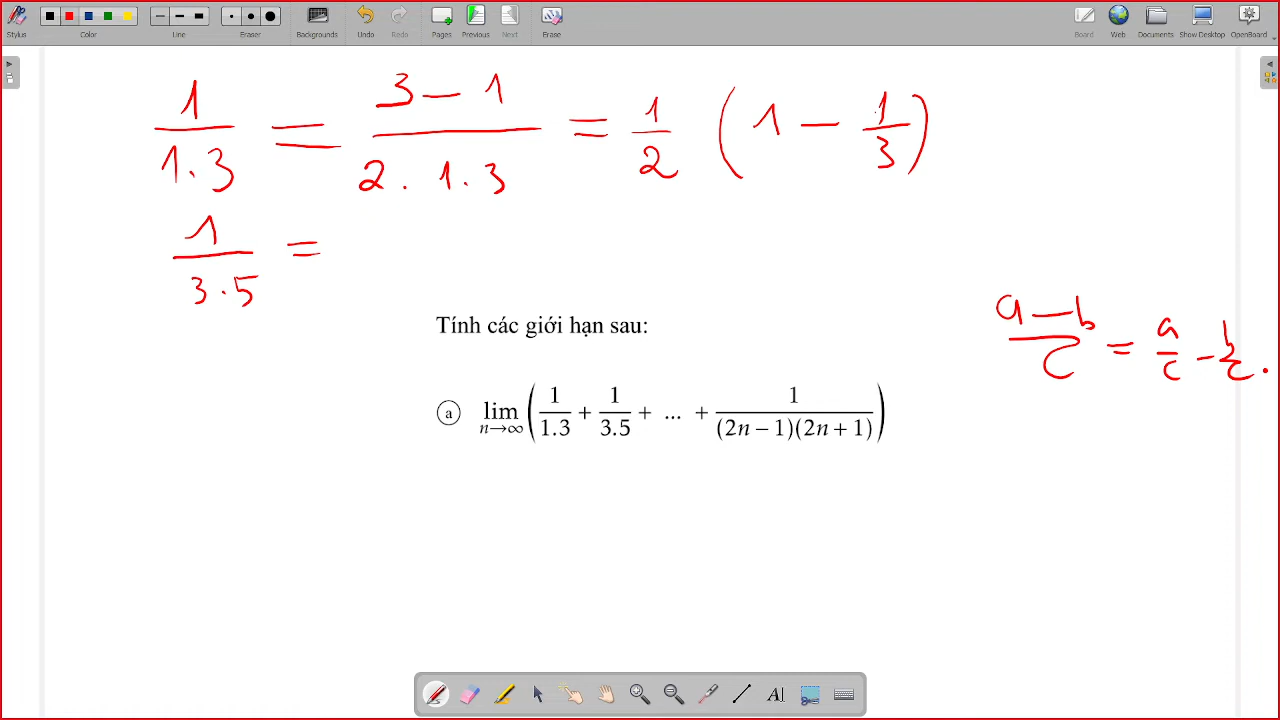 Stylus Color Line Eraser Backgrounds Undo Redo Pages Previous Next Erase Board Web Documents Show Desktop OpenBoard
1/1.3 = (3 − 1)/(2 . 1.3) = 1/2 (1 − 1/3)
1/3.5 =
(a − b)/c = a/c − b/c.
Tính các giới hạn sau:
a lim n→∞ (1/1.3 + 1/3.5 + ... + 1/(2n − 1)(2n + 1))